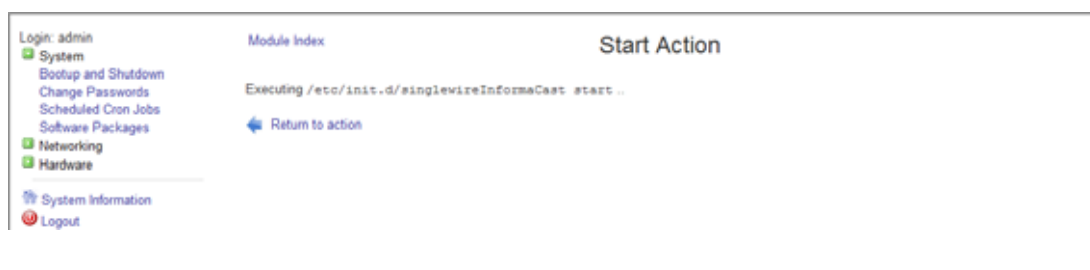 Login: admin
System
Bootup and Shutdown
Change Passwords
Scheduled Cron Jobs
Software Packages
Networking
Hardware
System Information
Logout
Module Index
Start Action
Executing /etc/init.d/singlewireInformaCast start ..
Return to action